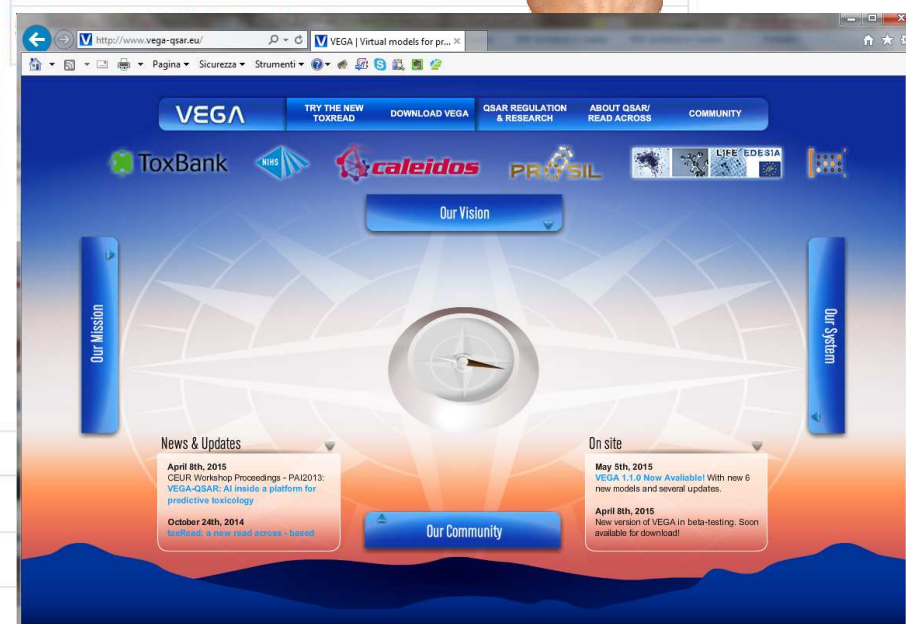 http://www.vega-qsar.eu/
VEGA | Virtual models for pr...
Pagina Sicurezza Strumenti
VEGA
TRY THE NEW
TOXREAD
DOWNLOAD VEGA
QSAR REGULATION
& RESEARCH
ABOUT QSAR/
READ ACROSS
COMMUNITY
ToxBank
NIHS
caleidos
PROSIL
LIFE EDESIA
Our Vision
Our Mission
Our System
News & Updates
April 8th, 2015
CEUR Workshop Proceedings - PAI2013:
VEGA-QSAR: AI inside a platform for
predictive toxicology
October 24th, 2014
toxRead: a new read across - based
Our Community
On site
May 5th, 2015
VEGA 1.1.0 Now Avaliable! With new 6
new models and several updates.
April 8th, 2015
New version of VEGA in beta-testing. Soon
available for download!